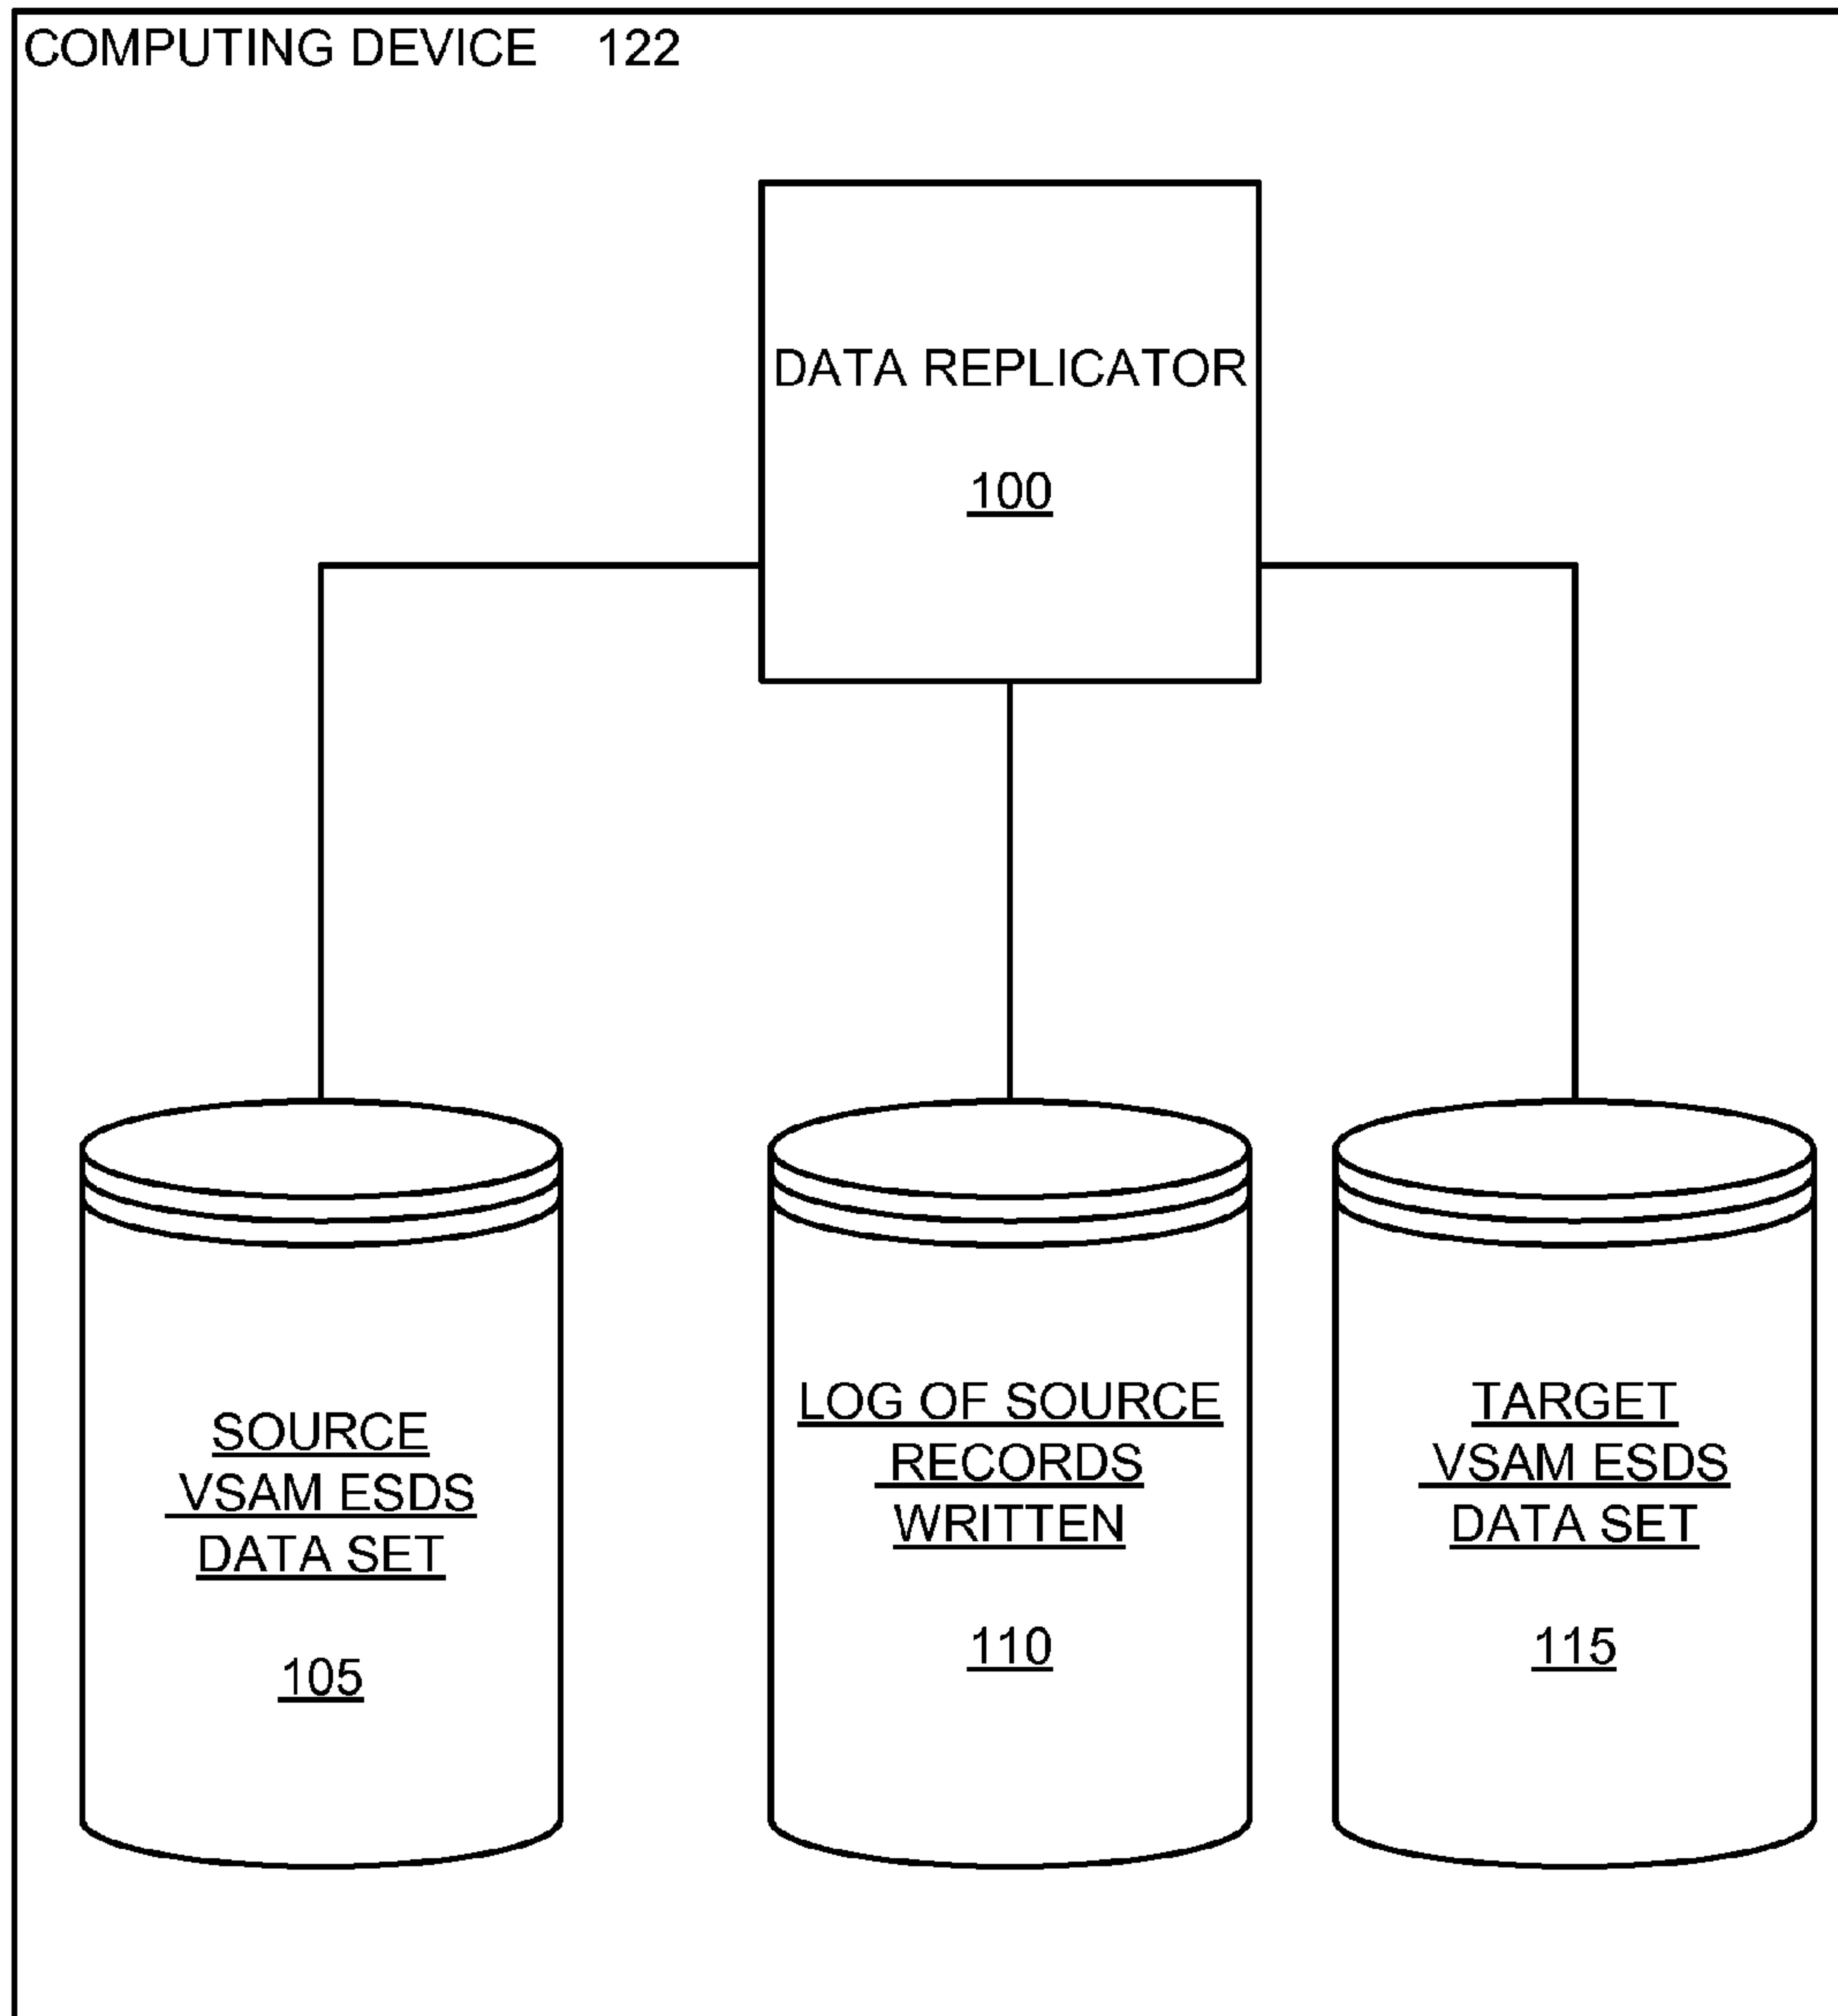 COMPUTING DEVICE 122
DATA REPLICATOR
100
SOURCE
VSAM ESDS
DATA SET
105
LOG OF SOURCE
RECORDS
WRITTEN
110
TARGET
VSAM ESDS
DATA SET
115